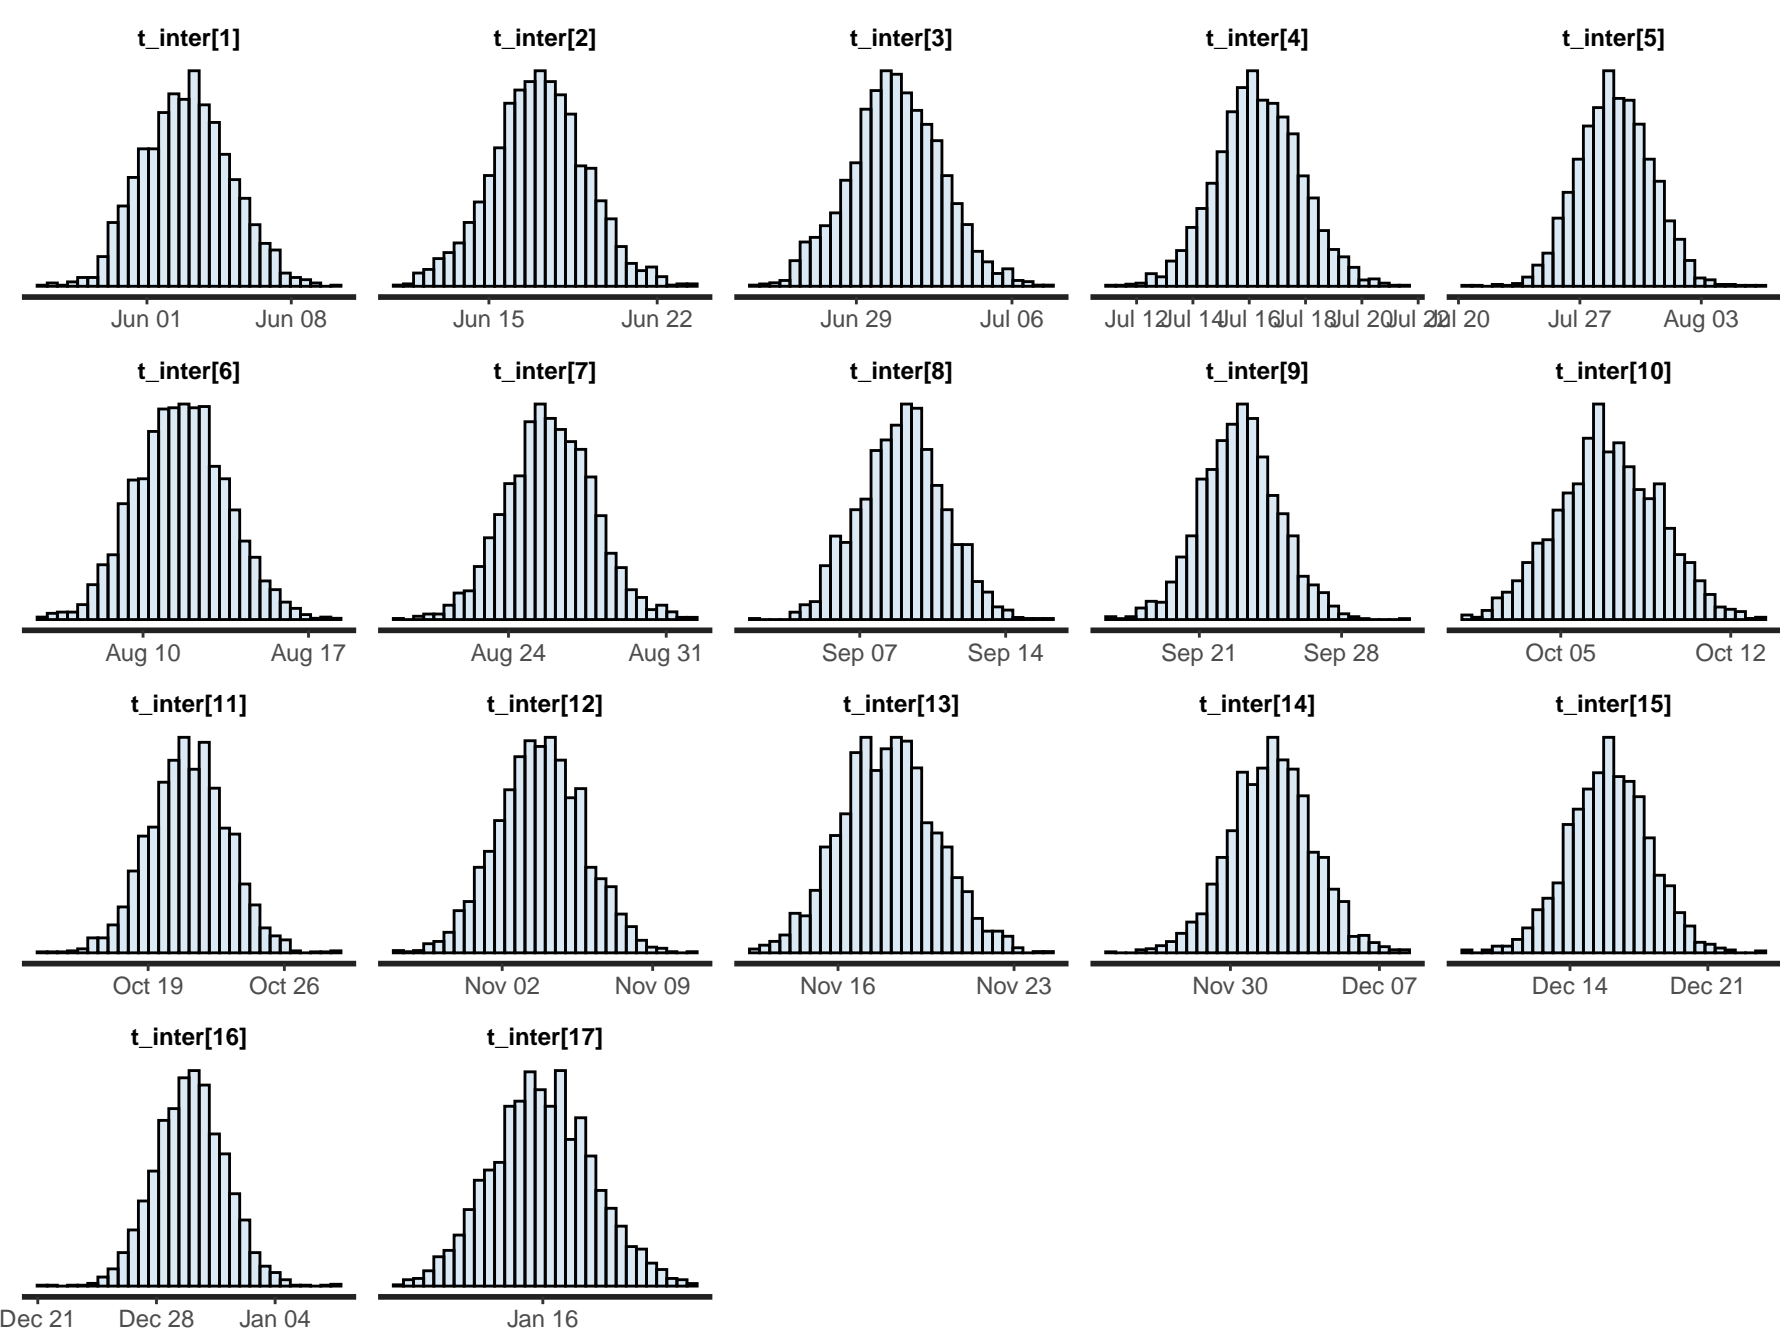 t_inter[1] t_inter[2] t_inter[3] t_inter[4] t_inter[5]
Jun 01 Jun 08 Jun 15 Jun 22 Jun 29 Jul 06 Jul 12 Jul 14 Jul 16 Jul 18 Jul 20 Jul 22 Jul 20 Jul 27 Aug 03
t_inter[6] t_inter[7] t_inter[8] t_inter[9] t_inter[10]
Aug 10 Aug 17 Aug 24 Aug 31 Sep 07 Sep 14 Sep 21 Sep 28 Oct 05 Oct 12
t_inter[11] t_inter[12] t_inter[13] t_inter[14] t_inter[15]
Oct 19 Oct 26 Nov 02 Nov 09 Nov 16 Nov 23 Nov 30 Dec 07 Dec 14 Dec 21
t_inter[16] t_inter[17]
Dec 21 Dec 28 Jan 04 Jan 16